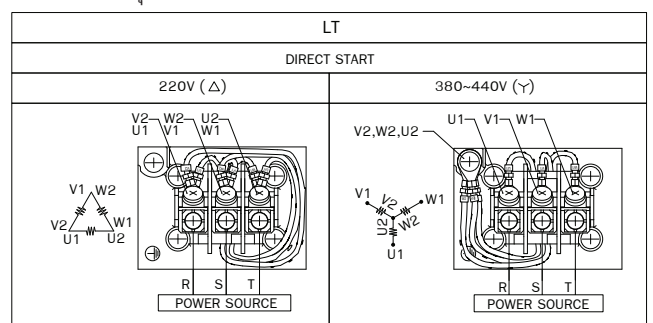 LT
DIRECT START
220V (△)
380~440V (Y)
V2 W2 U2
U1 V1 W1
V1 W2
V2 W1
U1 U2
R S T
POWER SOURCE
U1 V1 W1
V2,W2,U2
V1 V2 W1
U2 W2
U1
R S T
POWER SOURCE